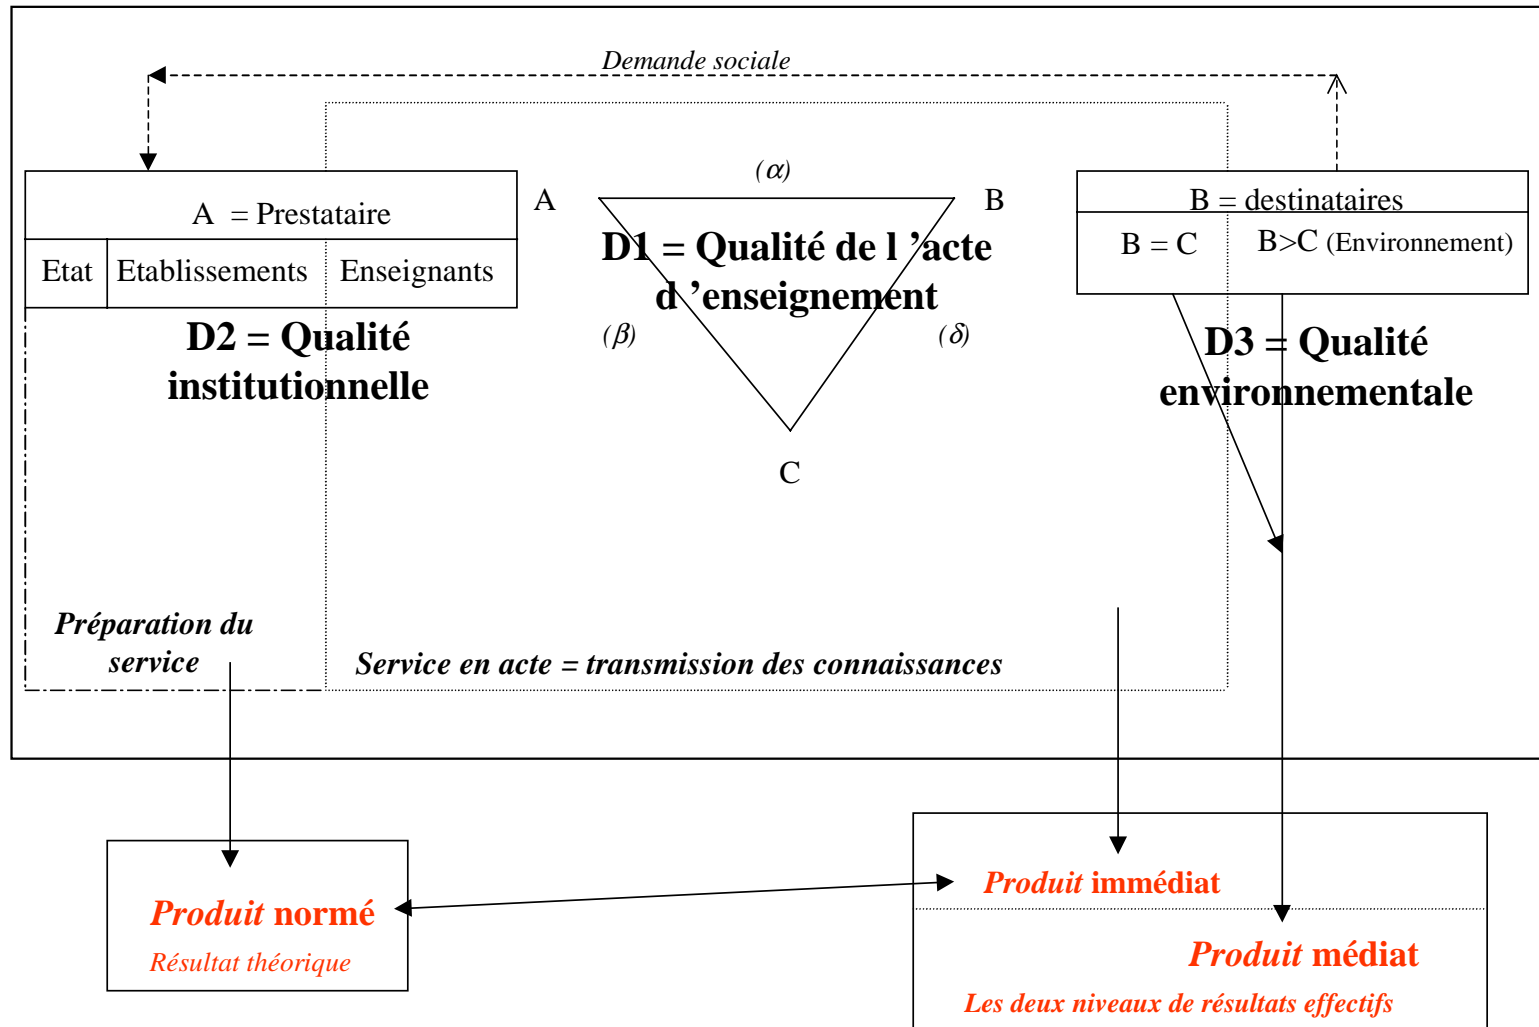 Demande sociale
(α)
A = Prestataire
A
B
B = destinataires
Etat Etablissements Enseignants
D1 = Qualité de l ’acte
d ’enseignement
B = C
B>C (Environnement)
D2 = Qualité
institutionnelle
(β)
(δ)
D3 = Qualité
environnementale
C
Préparation du
service
Service en acte = transmission des connaissances
Produit normé
Résultat théorique
Produit immédiat
Produit médiat
Les deux niveaux de résultats effectifs